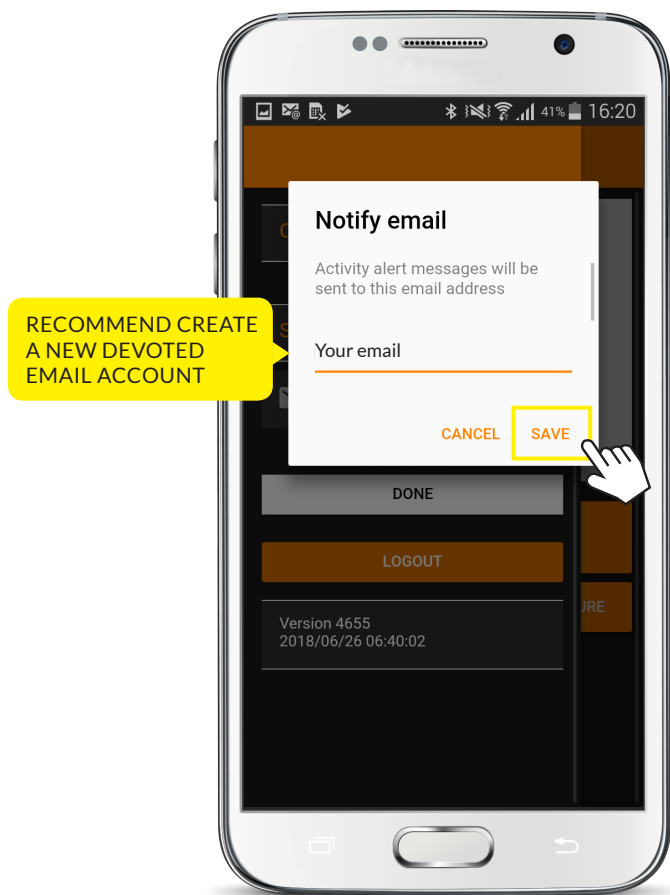 41% 16:20
Notify email
Activity alert messages will be
sent to this email address
RECOMMEND CREATE
A NEW DEVOTED
EMAIL ACCOUNT
Your email
CANCEL SAVE
DONE
LOGOUT
Version 4655
2018/06/26 06:40:02